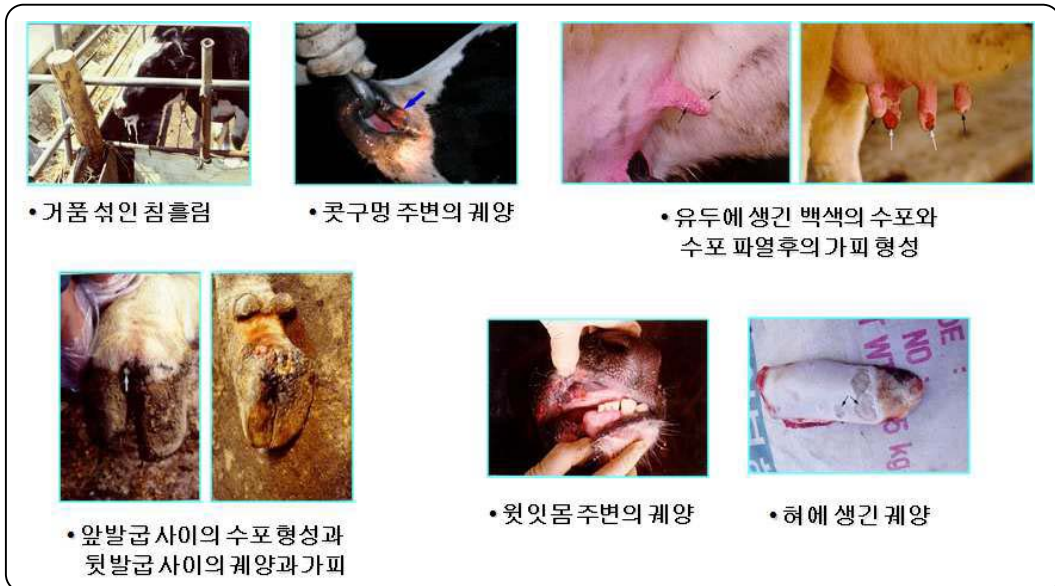 • 거품 섞인 침흘림
• 콧구멍 주변의 궤양
• 유두에 생긴 백색의 수포와
수포 파열후의 가피 형성
• 앞발굽 사이의 수포 형성과
뒷발굽 사이의 궤양과 가피
• 윗잇몸 주변의 궤양
• 혀에 생긴 궤양
NO.
kg